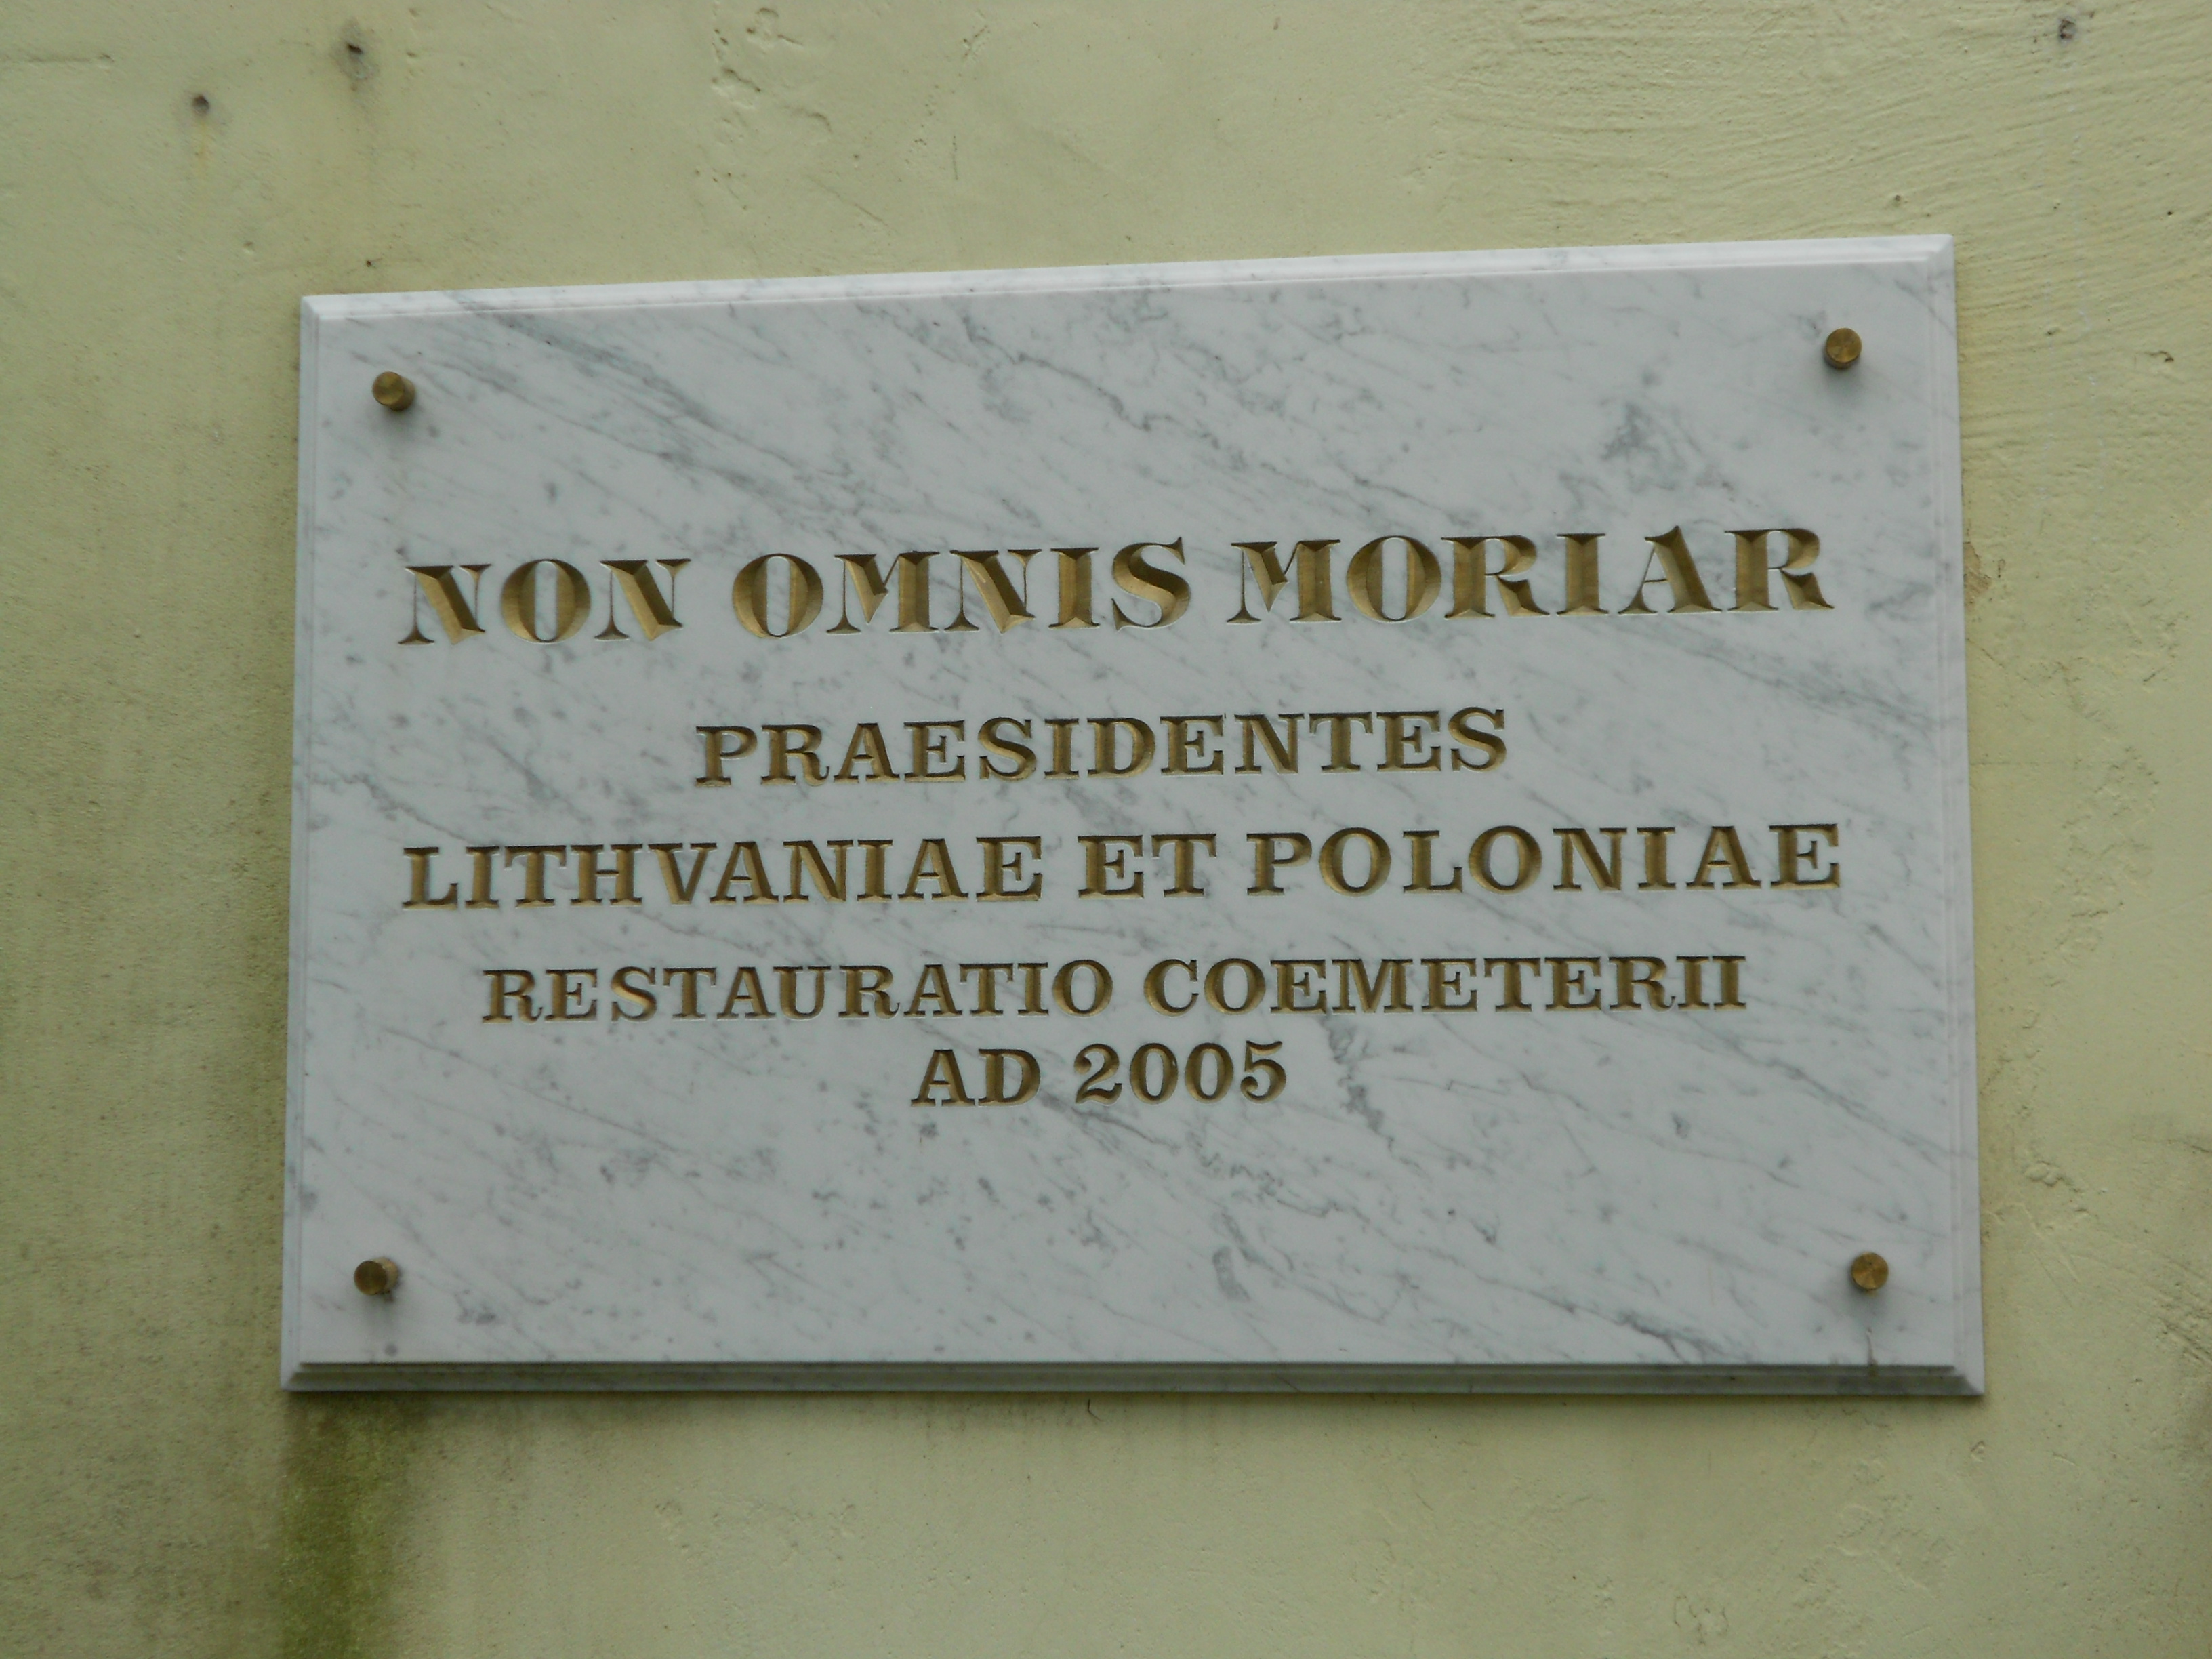 NON OMNIS MORIAR
PRAESIDENTES
LITHVANIAE ET POLONIAE
RESTAURATIO COEMETERII
AD 2005